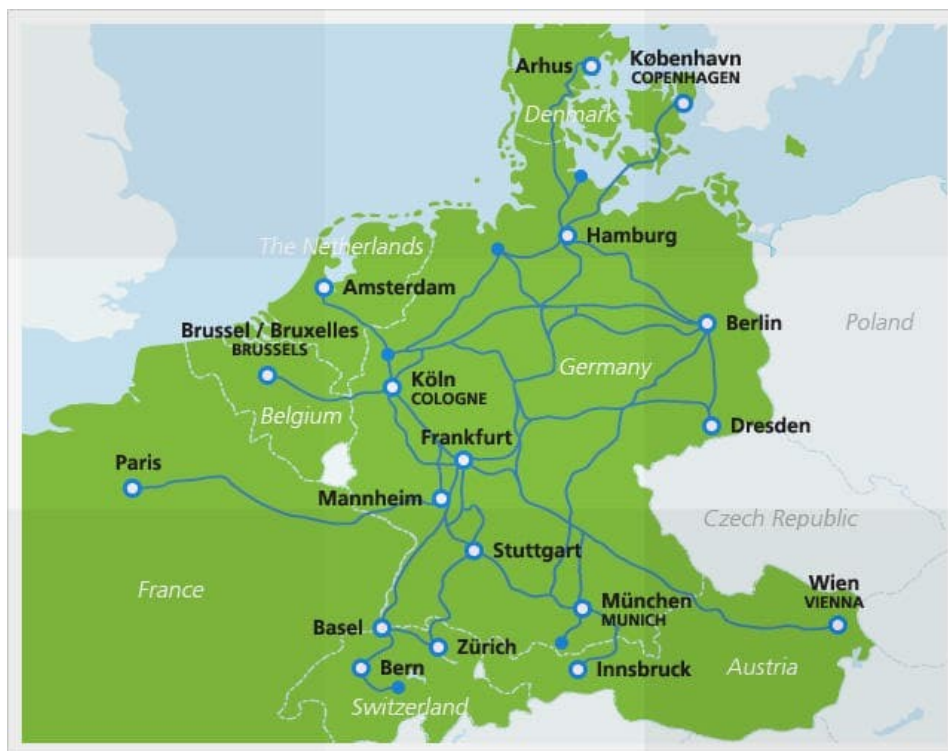 Arhus
København
COPENHAGEN
Denmark
Hamburg
The Netherlands
Amsterdam
Brussel / Bruxelles
BRUSSELS
Berlin
Poland
Germany
Köln
COLOGNE
Belgium
Dresden
Frankfurt
Paris
Mannheim
Czech Republic
Stuttgart
France
Wien
VIENNA
München
MUNICH
Basel
Zürich
Bern
Innsbruck
Austria
Switzerland